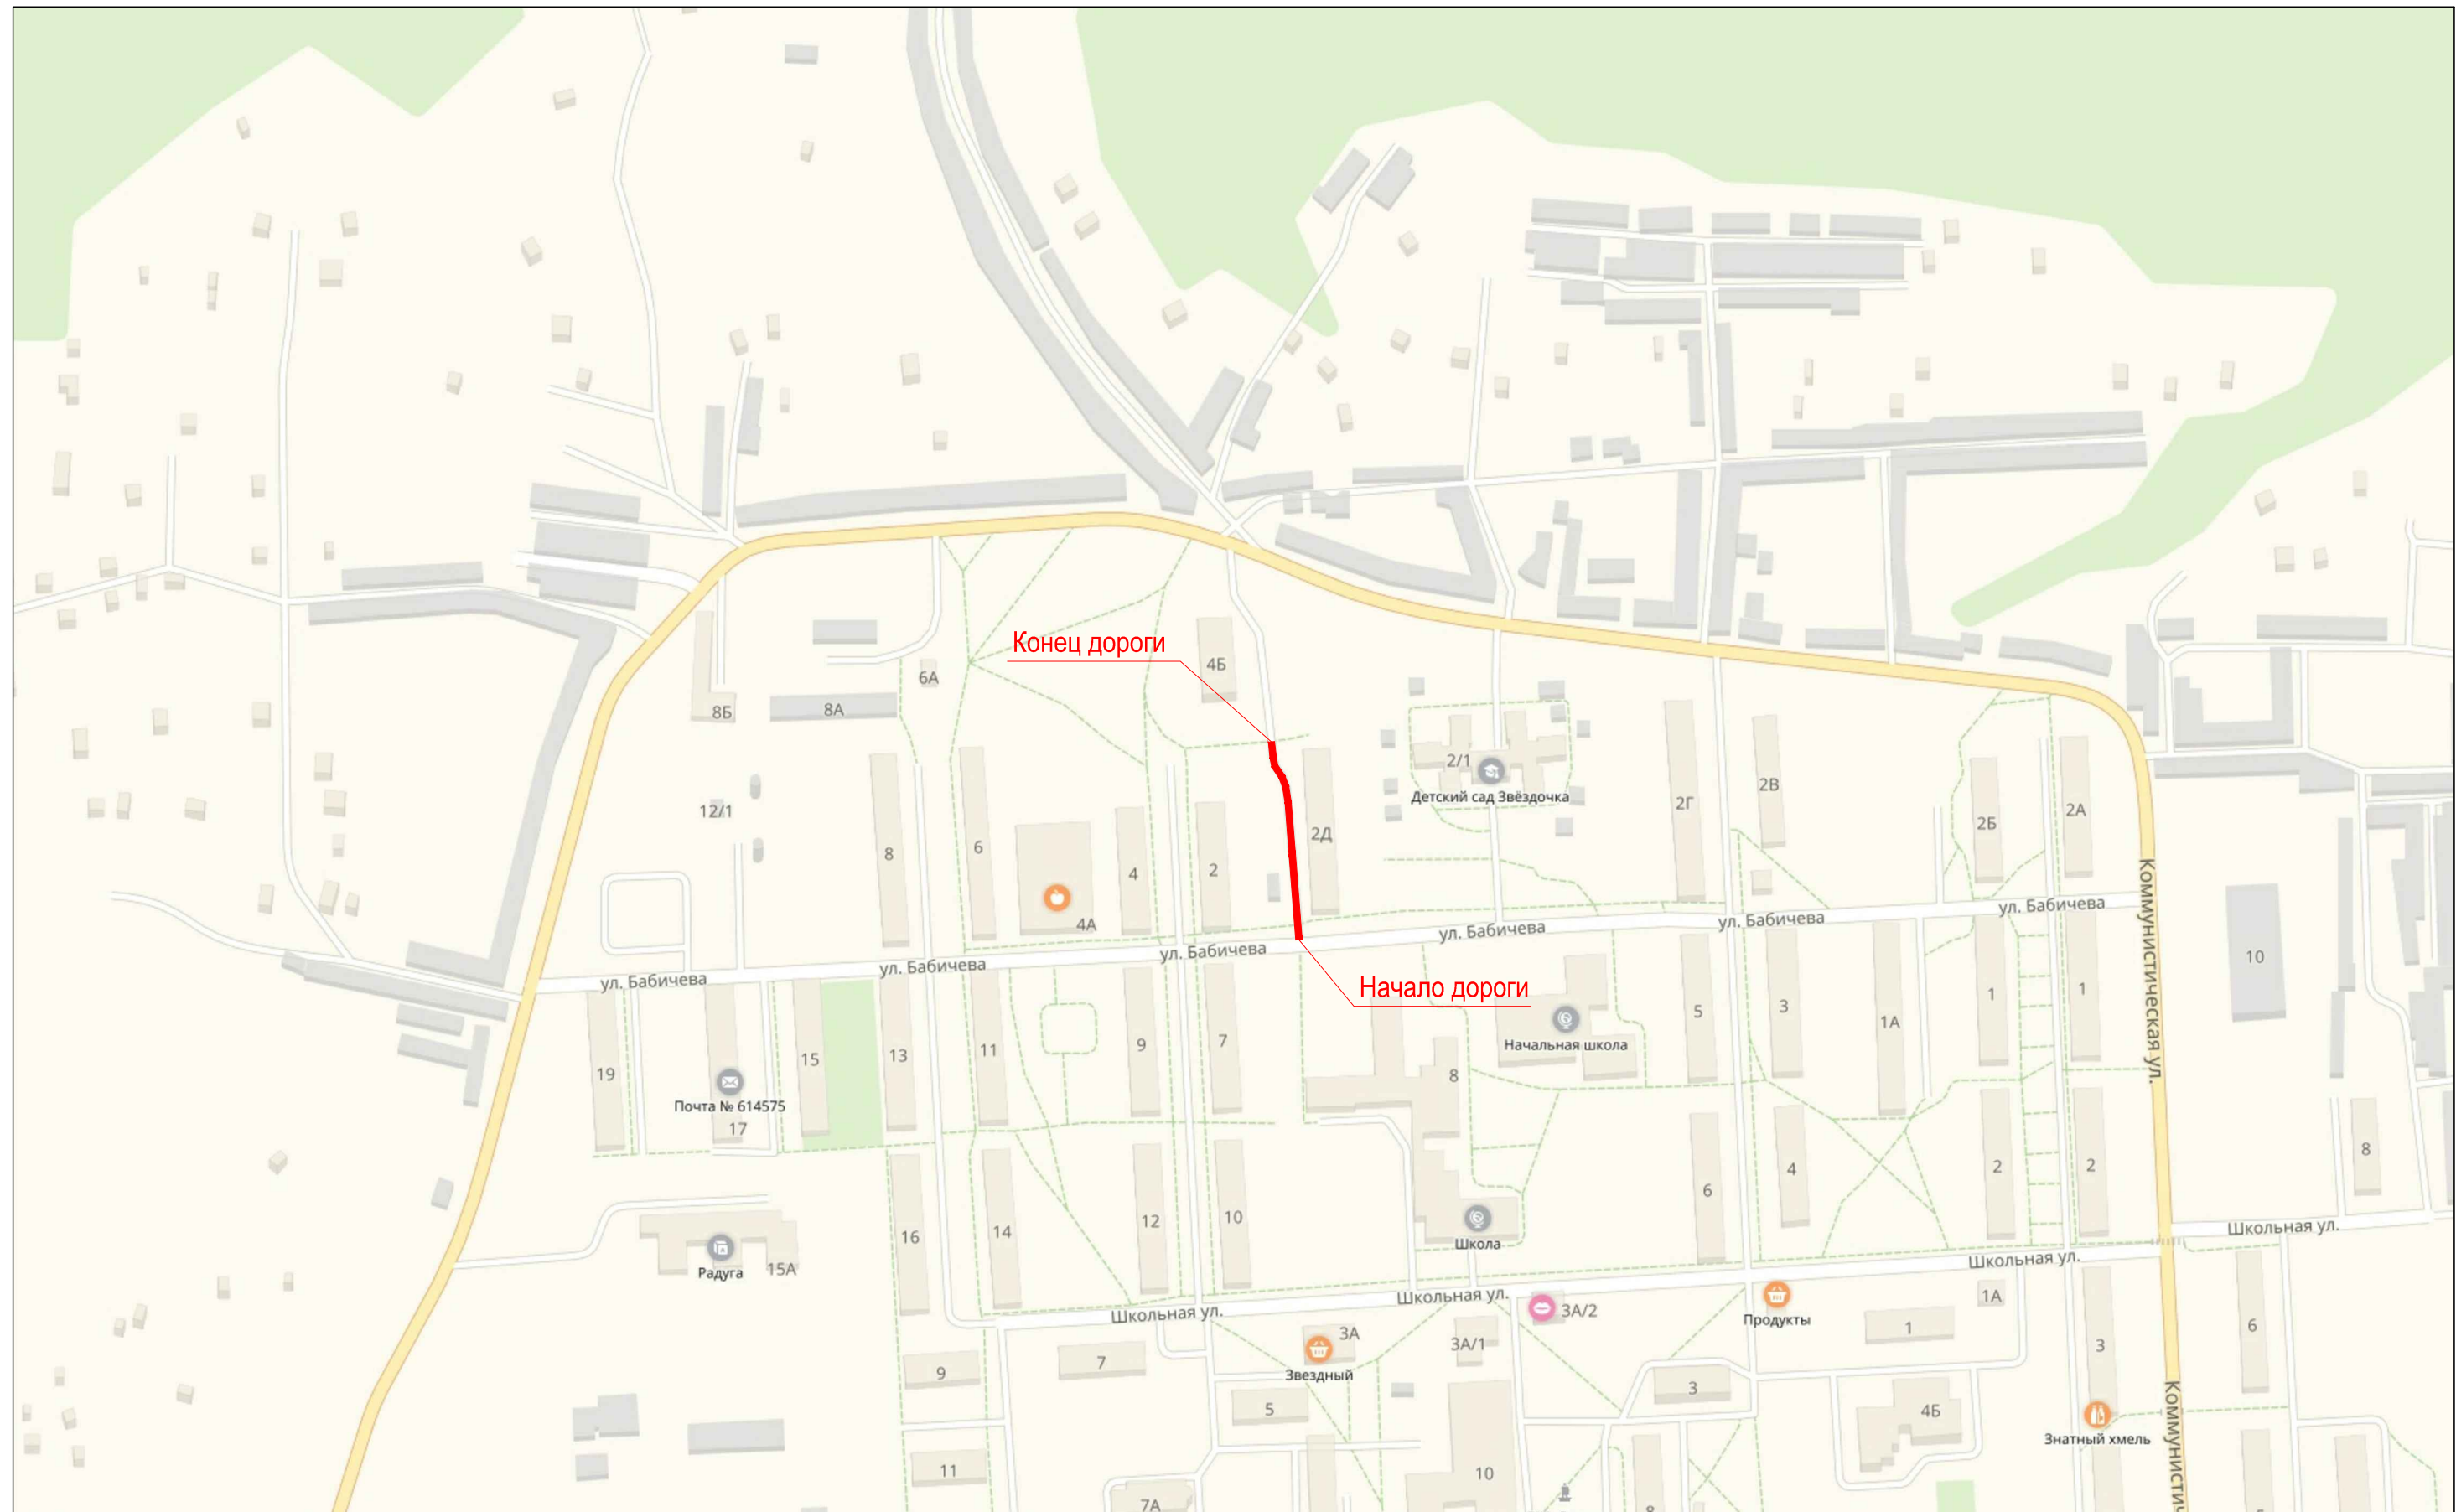 Конец дороги
4Б
6А
8Б
8А
2/1
Детский сад Звёздочка
2В
2Г
2Б
2А
12/1
2Д
8
6
4
2
4А
Коммунистическая ул.
ул. Бабичева
ул. Бабичева
ул. Бабичева
ул. Бабичева
ул. Бабичева
ул. Бабичева
10
Начало дороги
19
Почта № 614575
17
15
13
11
9
7
8
Начальная школа
5
3
1А
1
1
16
14
12
10
Школа
6
4
2
2
8
Радуга
15А
Школьная ул.
Школьная ул.
Школьная ул.
Школьная ул.
3А/2
Продукты
1А
1
3
6
9
7
3А
Звездный
3А/1
5
3
4Б
Знатный хмель
11
7А
10
8
Коммунистич